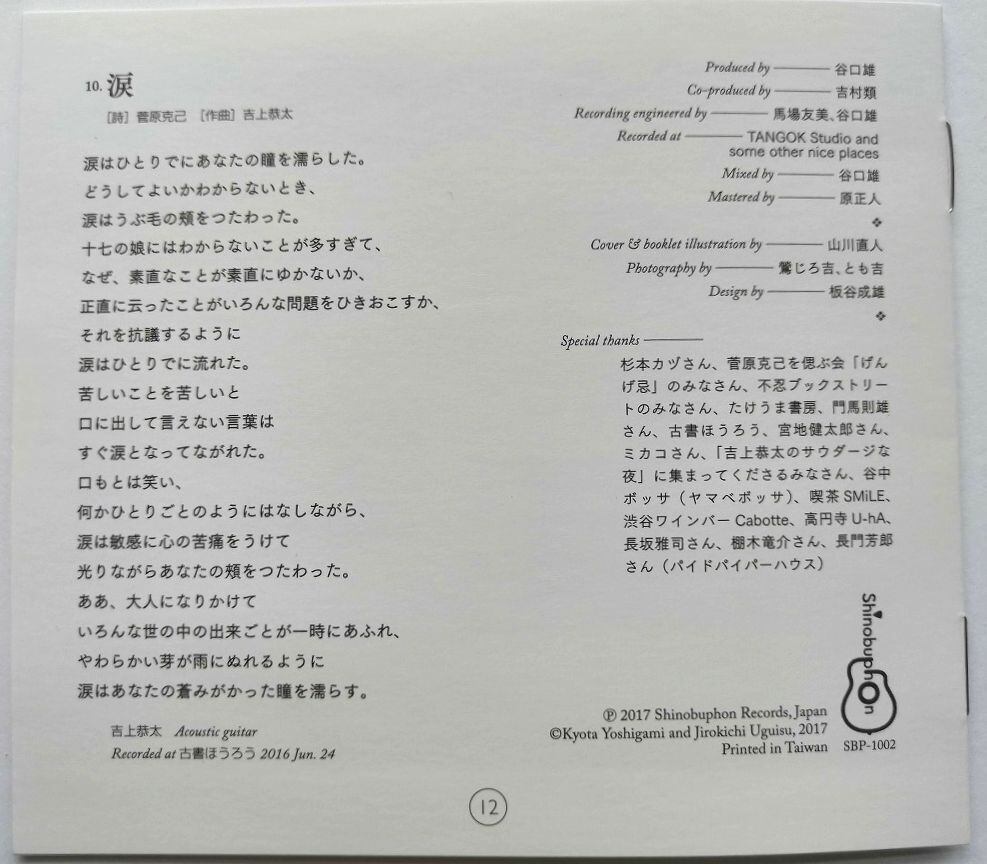 10. 涙
［詩］ 菅原克己 ［作曲］ 吉上恭太
涙はひとりでにあなたの瞳を濡らした。
どうしてよいかわからないとき、
涙はうぶ毛の頬をつたわった。
十七の娘にはわからないことが多すぎて、
なぜ、素直なことが素直にゆかないか、
正直に云ったことがいろんな問題をひきおこすか、
それを抗議するように
涙はひとりでに流れた。
苦しいことを苦しいと
口に出して言えない言葉は
すぐ涙となってながれた。
口もとは笑い、
何かひとりごとのようにはなしながら、
涙は敏感に心の苦痛をうけて
光りながらあなたの頬をつたわった。
ああ、大人になりかけて
いろんな世の中の出来ごとが一時にあふれ、
やわらかい芽が雨にぬれるように
涙はあなたの蒼みがかった瞳を濡らす。
吉上恭太 Acoustic guitar
Recorded at 古書ほうろう 2016 Jun. 24
Produced by ——— 谷口雄
Co-produced by ——— 吉村類
Recording engineered by ——— 馬場友美、谷口雄
Recorded at ——— TANGOK Studio and
some other nice places
Mixed by ——— 谷口雄
Mastered by ——— 原正人
❖
Cover & booklet illustration by ——— 山川直人
Photography by ——— 鶯じろ吉、とも吉
Design by ——— 板谷成雄
❖
Special thanks ———
杉本カヅさん、菅原克己を偲ぶ会「げん
げ忌」のみなさん、不忍ブックストリー
トのみなさん、たけうま書房、門馬則雄
さん、古書ほうろう、宮地健太郎さん、
ミカコさん、「吉上恭太のサウダージな
夜」に集まってくださるみなさん、谷中
ボッサ（ヤマベボッサ）、喫茶 SMiLE、
渋谷ワインバー Cabotte、高円寺 U-hA、
長坂雅司さん、棚木竜介さん、長門芳郎
さん（パイドパイパーハウス）
Shinobuphon
SBP-1002
℗ 2017 Shinobuphon Records, Japan
©Kyota Yoshigami and Jirokichi Uguisu, 2017
Printed in Taiwan
12